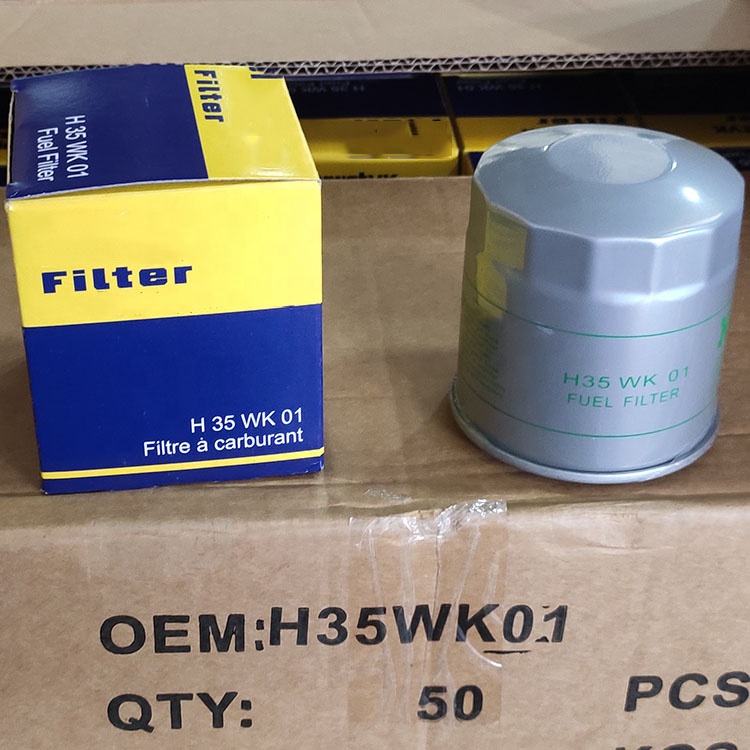 Filter
H 35 WK 01
Fuel Filter
Filter
H 35 WK 01
Filtre à carburant
H35 WK 01
FUEL FILTER
OEM:H35WK01
QTY: 50 PCS